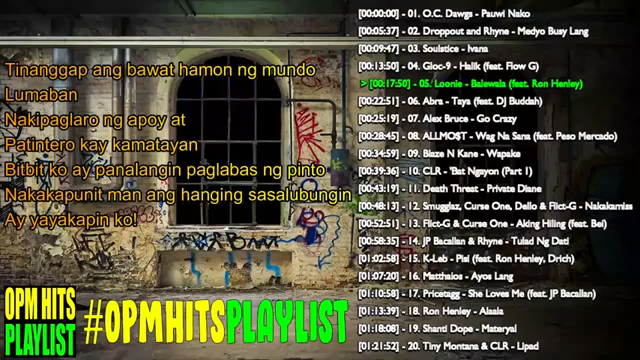 Tinanggap ang bawat hamon ng mundo
Lumaban
Nakipaglaro ng apoy at
Patintero kay kamatayan
Bitbit ko ay panalangin paglabas ng pinto
Nakakapunit man ang hanging sasalubungin
Ay yayakapin ko!
OPM HITS
PLAYLIST
#OPMHITSPLAYLIST
[00:00:00] - 01. O.C. Dawgs - Pauwi Nako
[00:05:37] - 02. Droppout and Rhyne - Medyo Busy Lang
[00:09:47] - 03. Soulstice - Ivana
[00:13:50] - 04. Gloc-9 - Halik (feat. Flow G)
> [00:17:50] - 05. Loonie - Balewala (feat. Ron Henley)
[00:22:51] - 06. Abra - Taya (feat. DJ Buddah)
[00:25:19] - 07. Alex Bruce - Go Crazy
[00:28:45] - 08. ALLMO$T - Wag Na Sana (feat. Peso Mercado)
[00:34:59] - 09. Blaze N Kane - Wapake
[00:39:36] - 10. CLR - 'Bat Ngayon (Part 1)
[00:43:19] - 11. Death Threat - Private Diane
[00:48:13] - 12. Smugglaz, Curse One, Dello & Flict-G - Nakakamiss
[00:52:51] - 13. Flict-G & Curse One - Aking Hiling (feat. Bei)
[00:58:35] - 14. JP Bacallan & Rhyne - Tulad Ng Dati
[01:02:58] - 15. K-Leb - Pisi (feat. Ron Henley, Drich)
[01:07:20] - 16. Matthaios - Ayos Lang
[01:10:58] - 17. Pricetagg - She Loves Me (feat. JP Bacallan)
[01:13:39] - 18. Ron Henley - Alaala
[01:18:08] - 19. Shanti Dope - Materyal
[01:21:52] - 20. Tiny Montana & CLR - Lipad